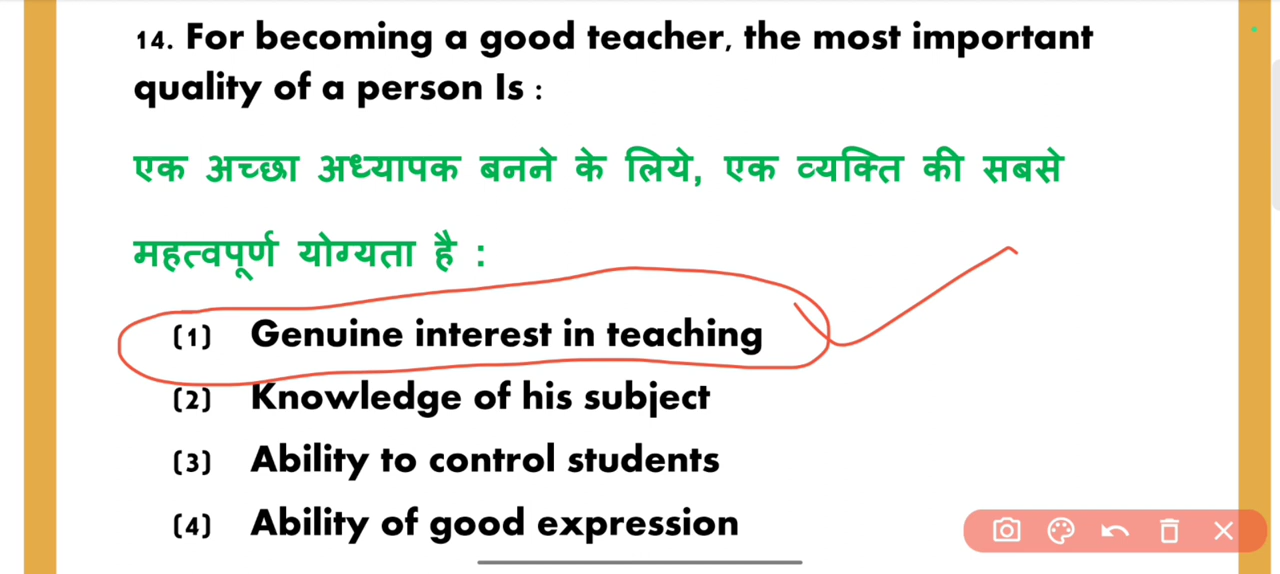 14. For becoming a good teacher, the most important
quality of a person Is :
एक अच्छा अध्यापक बनने के लिये, एक व्यक्ति की सबसे
महत्वपूर्ण योग्यता है :
(1) Genuine interest in teaching
(2) Knowledge of his subject
(3) Ability to control students
(4) Ability of good expression